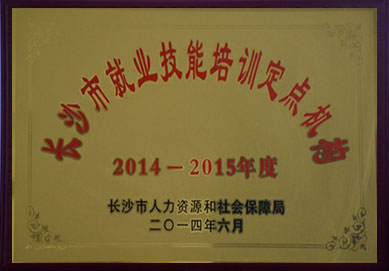 长沙市就业技能培训定点机构
2014－2015年度
长沙市人力资源和社会保障局
二〇一四年六月